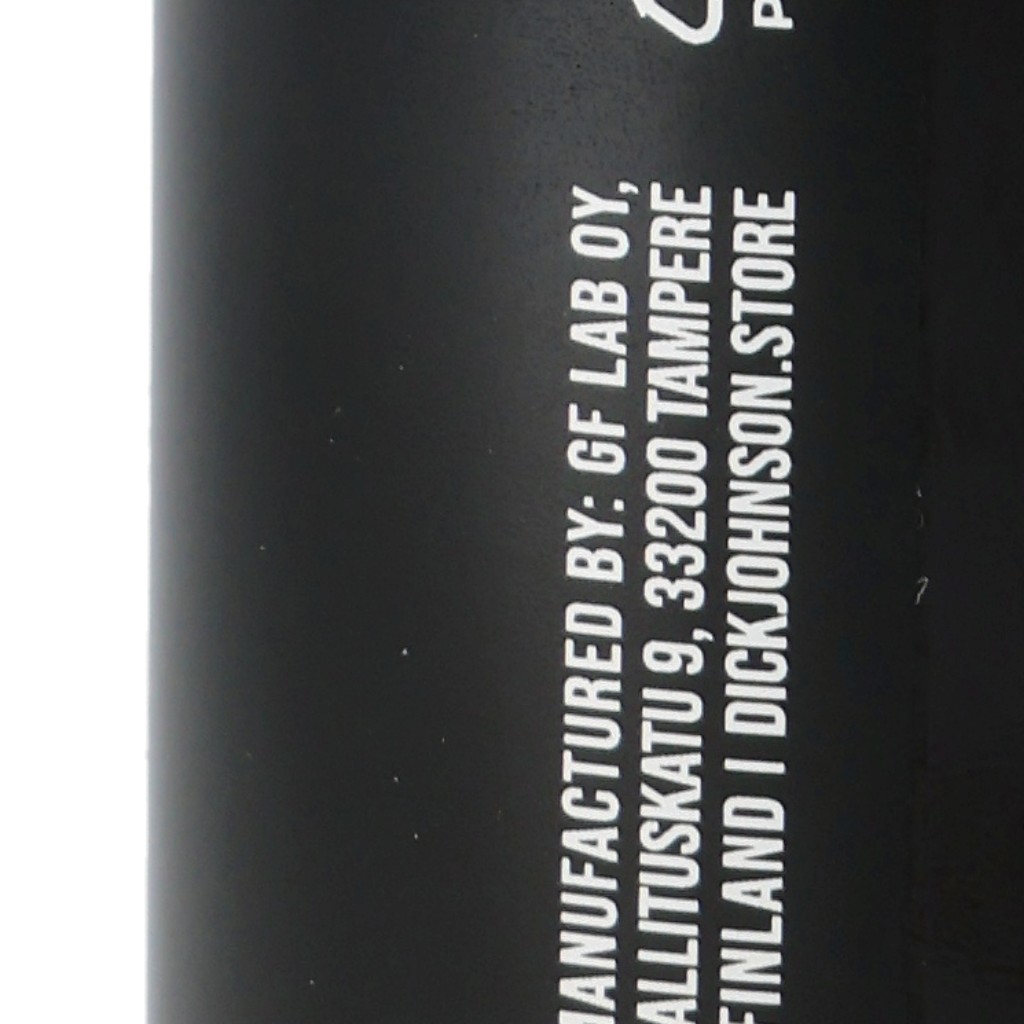 MANUFACTURED BY: GF LAB OY,
ALLITUSKATU 9, 33200 TAMPERE
FINLAND | DICKJOHNSON.STORE